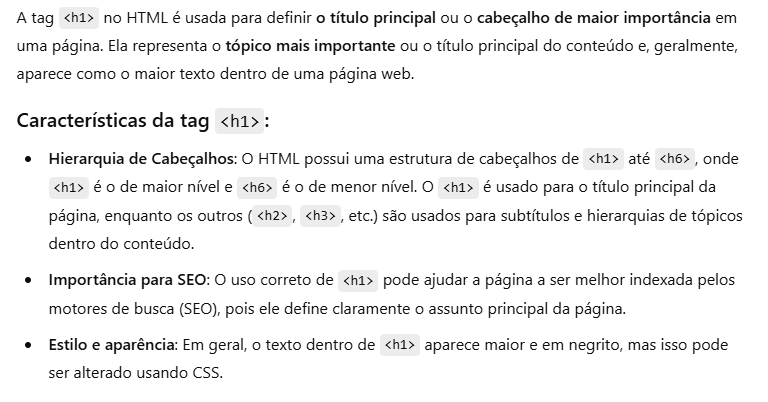 A tag <h1> no HTML é usada para definir o título principal ou o cabeçalho de maior importância em
uma página. Ela representa o tópico mais importante ou o título principal do conteúdo e, geralmente,
aparece como o maior texto dentro de uma página web.
Características da tag <h1>:
• Hierarquia de Cabeçalhos: O HTML possui uma estrutura de cabeçalhos de <h1> até <h6>, onde
<h1> é o de maior nível e <h6> é o de menor nível. O <h1> é usado para o título principal da
página, enquanto os outros (<h2>, <h3>, etc.) são usados para subtítulos e hierarquias de tópicos
dentro do conteúdo.
• Importância para SEO: O uso correto de <h1> pode ajudar a página a ser melhor indexada pelos
motores de busca (SEO), pois ele define claramente o assunto principal da página.
• Estilo e aparência: Em geral, o texto dentro de <h1> aparece maior e em negrito, mas isso pode
ser alterado usando CSS.